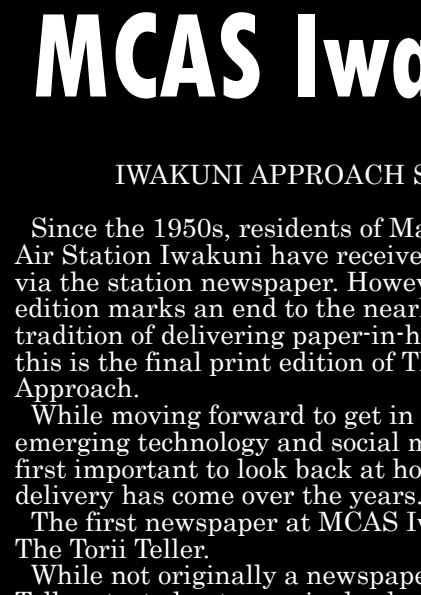 MCAS Iwa
IWAKUNI APPROACH S
Since the 1950s, residents of Ma
Air Station Iwakuni have receive
via the station newspaper. Howev
edition marks an end to the nearl
tradition of delivering paper-in-h
this is the final print edition of Th
Approach.
While moving forward to get in
emerging technology and social m
first important to look back at ho
delivery has come over the years.
The first newspaper at MCAS Iw
The Torii Teller.
While not originally a newspape